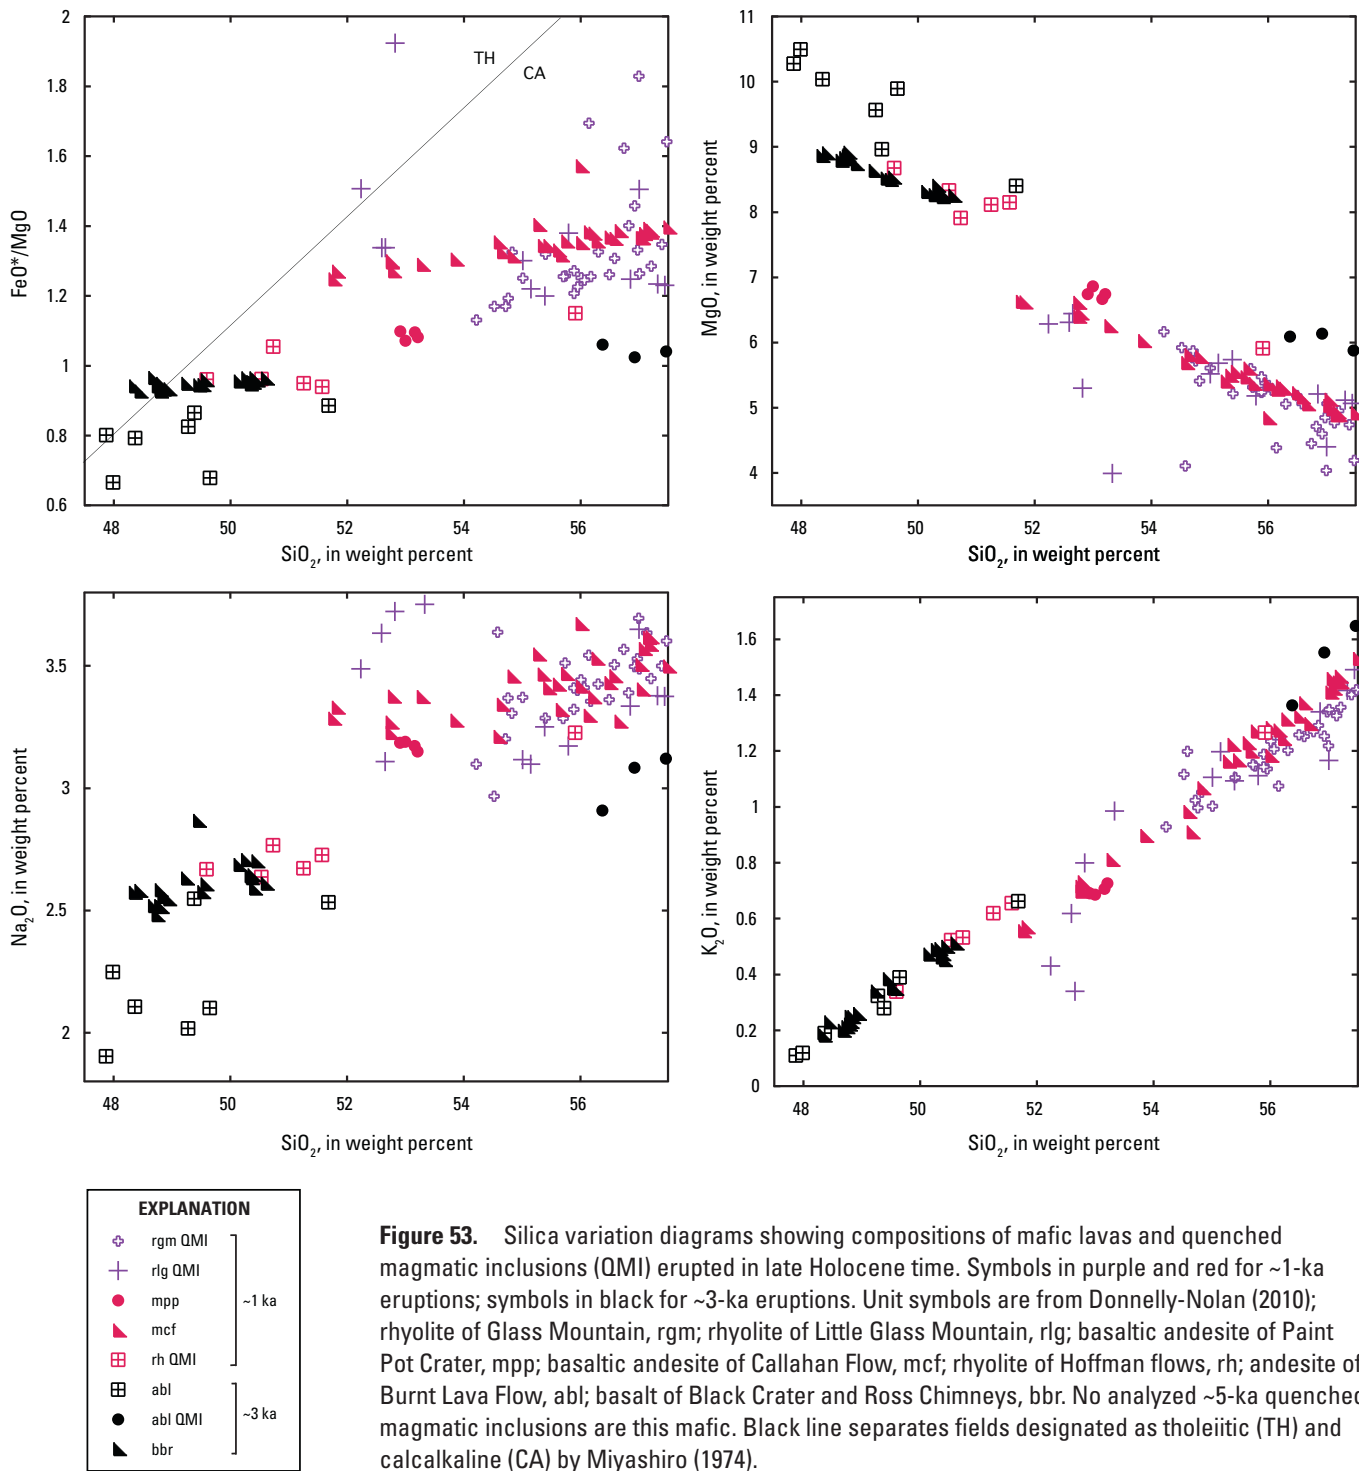 2
1.8
1.6
1.4
1.2
1
0.8
0.6
FeO*/MgO
TH
CA
48 50 52 54 56
SiO2, in weight percent
11
10
9
8
7
6
5
4
MgO, in weight percent
48 50 52 54 56
SiO2, in weight percent
3.5
3
2.5
2
Na2O, in weight percent
48 50 52 54 56
SiO2, in weight percent
1.6
1.4
1.2
1
0.8
0.6
0.4
0.2
0
K2O, in weight percent
48 50 52 54 56
SiO2, in weight percent
EXPLANATION
rgm QMI
rlg QMI
mpp
~1 ka
mcf
rh QMI
abl
abl QMI
~3 ka
bbr
Figure 53. Silica variation diagrams showing compositions of mafic lavas and quenched
magmatic inclusions (QMI) erupted in late Holocene time. Symbols in purple and red for ~1-ka
eruptions; symbols in black for ~3-ka eruptions. Unit symbols are from Donnelly-Nolan (2010);
rhyolite of Glass Mountain, rgm; rhyolite of Little Glass Mountain, rlg; basaltic andesite of Paint
Pot Crater, mpp; basaltic andesite of Callahan Flow, mcf; rhyolite of Hoffman flows, rh; andesite of
Burnt Lava Flow, abl; basalt of Black Crater and Ross Chimneys, bbr. No analyzed ~5-ka quenched
magmatic inclusions are this mafic. Black line separates fields designated as tholeiitic (TH) and
calcalkaline (CA) by Miyashiro (1974).